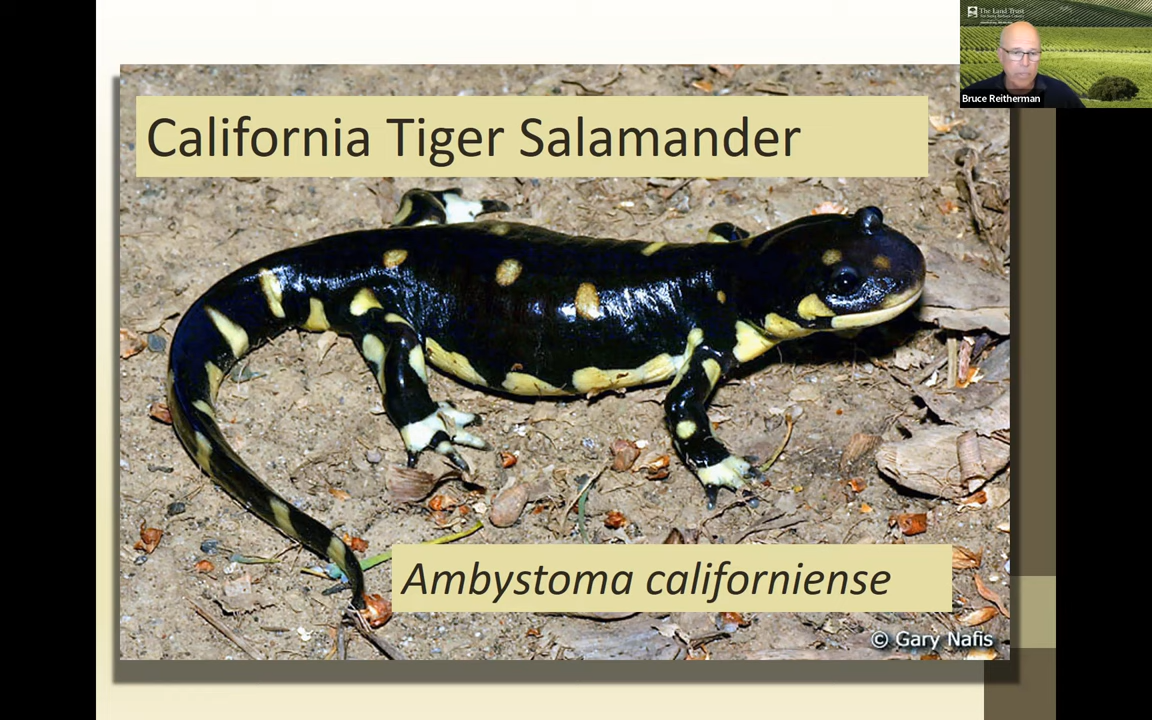 The Land Trust
Bruce Reitherman
California Tiger Salamander
Ambystoma californiense
© Gary Nafis